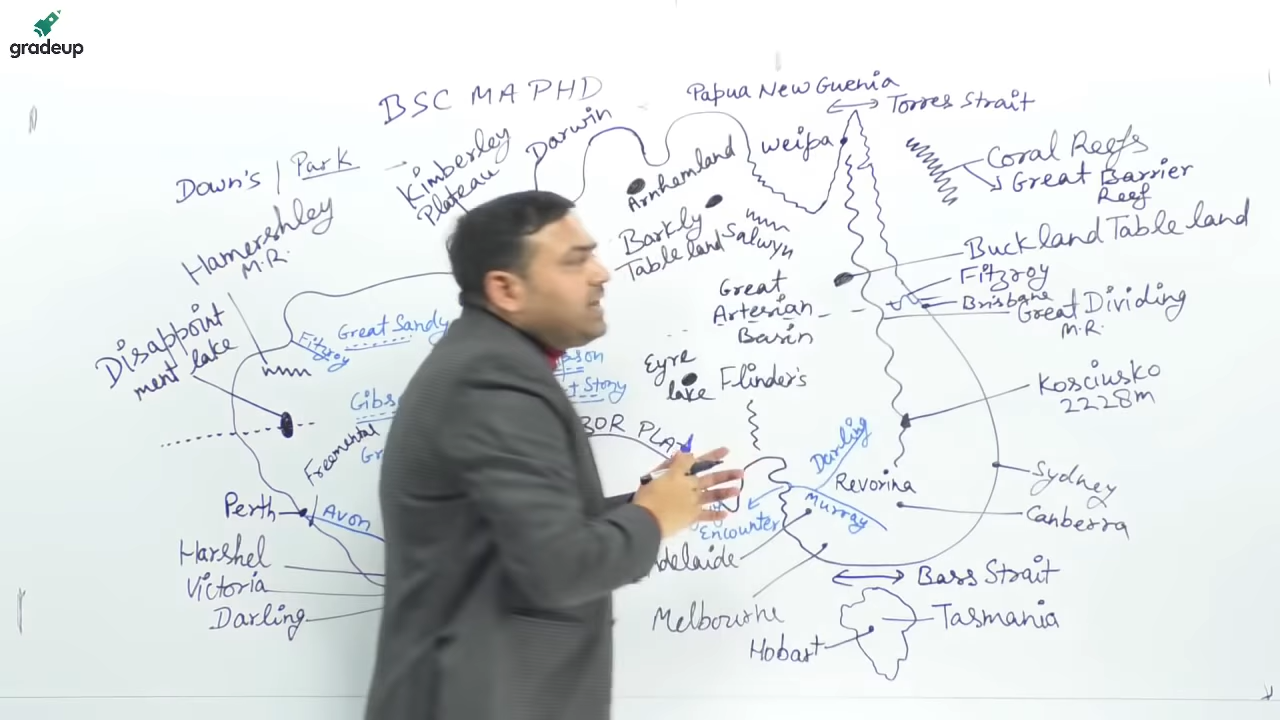 gradeup
BSC MA PHD
Papua New Guenia
Torres Strait
Down's / Park
Kimberley
Plateau
Darwin
Weipa
Arnhemland
Coral Reefs
Great Barrier
Reef
Hamershley
M.R.
Barkly
Table land
Salwyn
Buckland Table land
Fitzroy
Brisbane
Great Dividing
M.R.
Great
Artesian
Basin
Disappoint
ment lake
Great Sandy
Fitzroy
Eyre
lake
Flinder's
Kosciusko
2228m
Stony
Darling
Revorina
Sydney
Perth
Avon
Murray
Encounter
Canberra
Harshel
Victoria
Darling
Melbourne
Bass Strait
Tasmania
Hobart